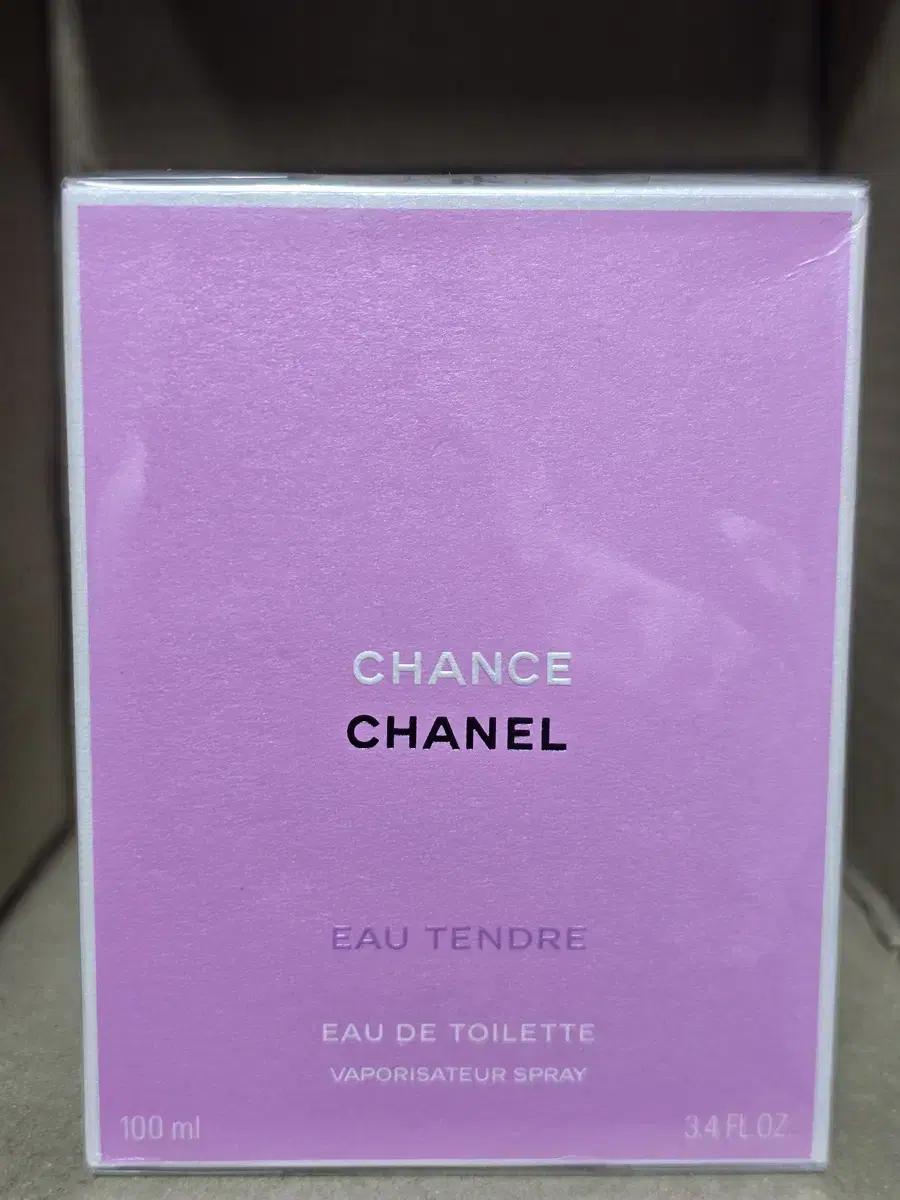 CHANCE
CHANEL
EAU TENDRE
EAU DE TOILETTE
VAPORISATEUR SPRAY
100 ml 3.4 FL.OZ.